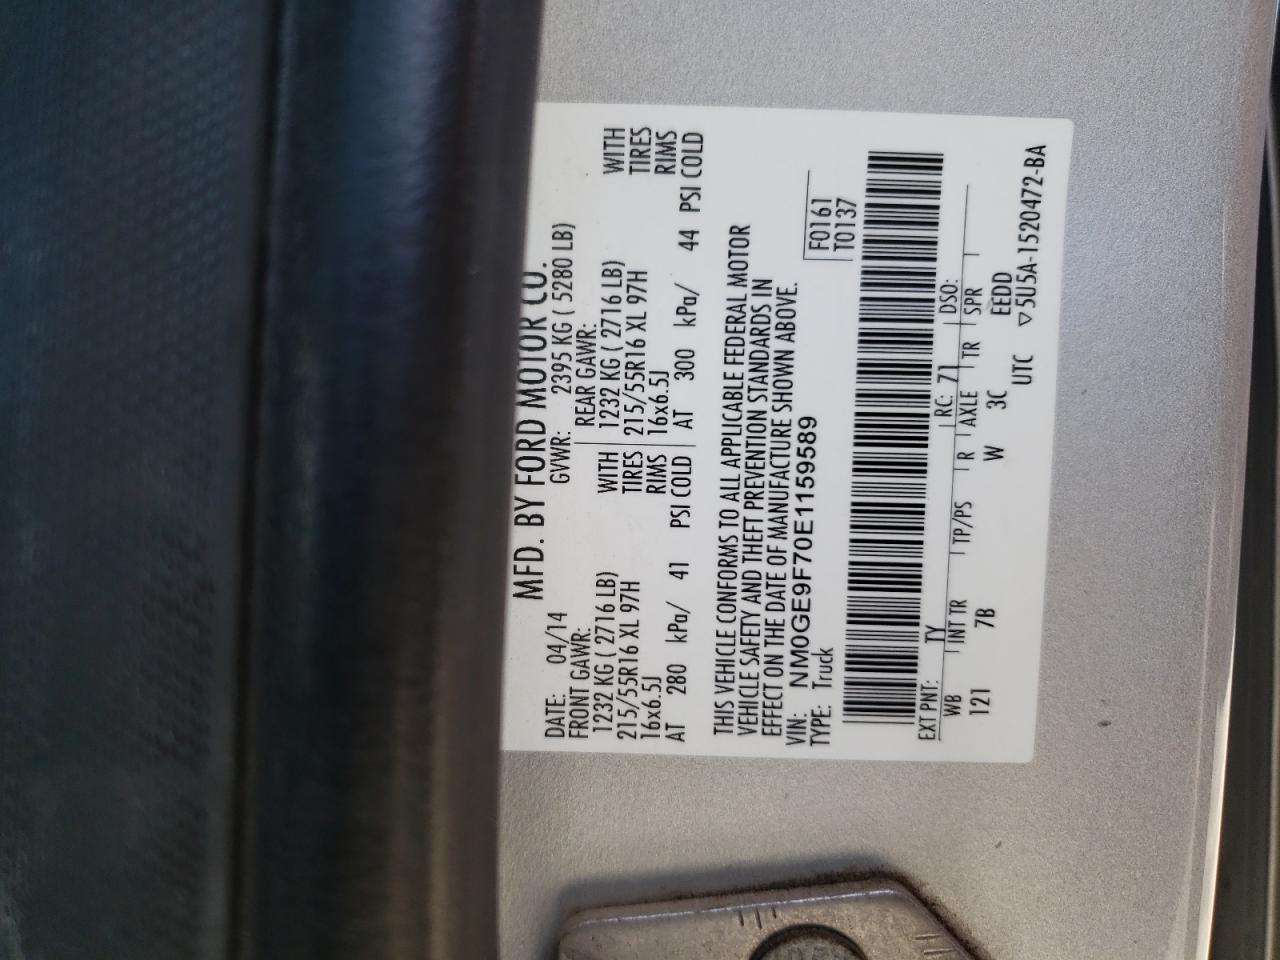 MFD. BY FORD MOTOR CO.
DATE: 04/14 GVWR: 2395 KG ( 5280 LB)
FRONT GAWR: REAR GAWR:
1232 KG ( 2716 LB) WITH 1232 KG ( 2716 LB) WITH
215/55R16 XL 97H TIRES 215/55R16 XL 97H TIRES
16x6.5J RIMS 16x6.5J RIMS
AT 280 kPa/ 41 PSI COLD AT 300 kPa/ 44 PSI COLD
THIS VEHICLE CONFORMS TO ALL APPLICABLE FEDERAL MOTOR
VEHICLE SAFETY AND THEFT PREVENTION STANDARDS IN
EFFECT ON THE DATE OF MANUFACTURE SHOWN ABOVE.
VIN: NM0GE9F70E1159589 F0161
TYPE: Truck T0137
EXT PNT: TY RC: 71 DSO:
WB INT TR TP/PS R AXLE TR SPR
121 7B W 3C EEDD
UTC ▽5U5A-1520472-BA